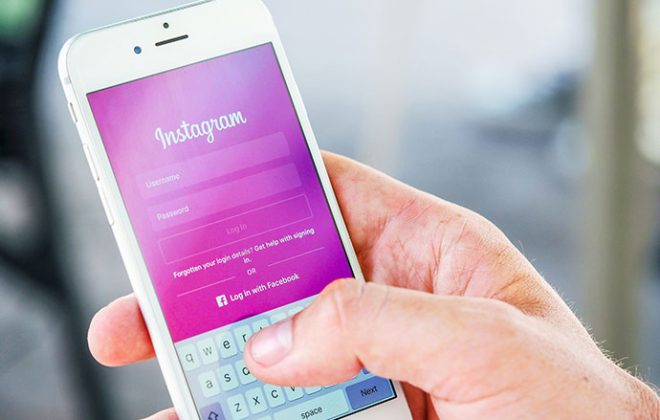 Instagram
Username
Password
Log in
Forgotten your login details? Get help with signing
in.
OR
Log in with Facebook
q w e r
a s d
z x c v
space
Next